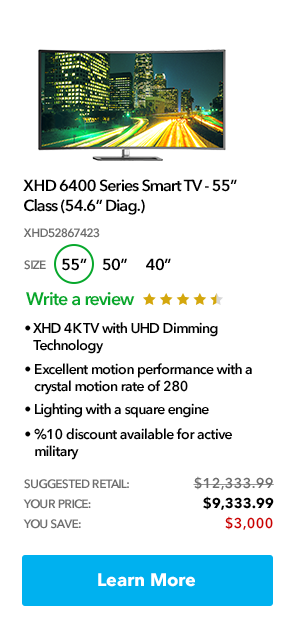 XHD 6400 Series Smart TV - 55”
Class (54.6” Diag.)
XHD52867423
SIZE 55” 50” 40”
Write a review
• XHD 4K TV with UHD Dimming
Technology
• Excellent motion performance with a
crystal motion rate of 280
• Lighting with a square engine
• %10 discount available for active
military
SUGGESTED RETAIL: $12,333.99
YOUR PRICE: $9,333.99
YOU SAVE: $3,000
Learn More